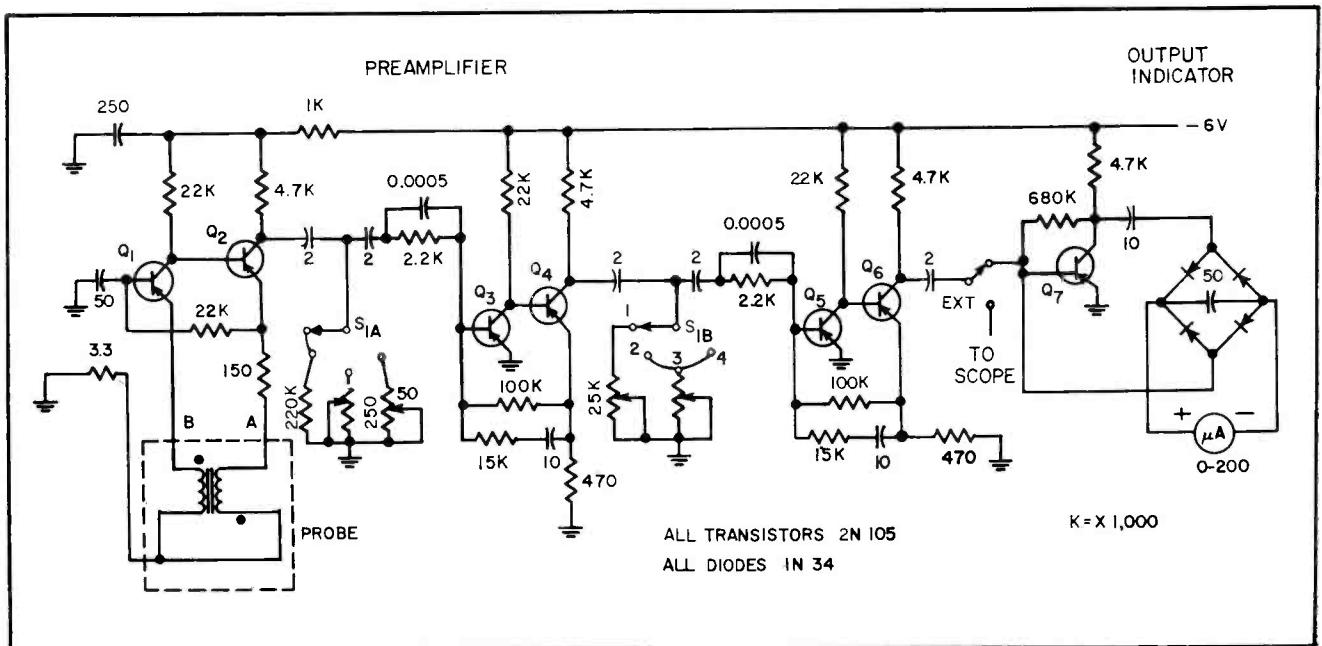 PREAMPLIFIER
OUTPUT
INDICATOR
250
1K
-6V
22K
4.7K
0.0005
22K
4.7K
22K
4.7K
4.7K
680K
0.0005
10
Q1
Q2
2
2
2.2K
Q3
Q4
2
2
2.2K
Q5
Q6
2
EXT
Q7
50
50
22K
S1A
1
S1B
2
3
4
TO
SCOPE
3.3
150
220K
250
50
100K
25K
100K
15K
10
15K
10
470
470
+
-
μA
0-200
B
A
PROBE
ALL TRANSISTORS 2N 105
ALL DIODES 1N 34
K = X 1,000